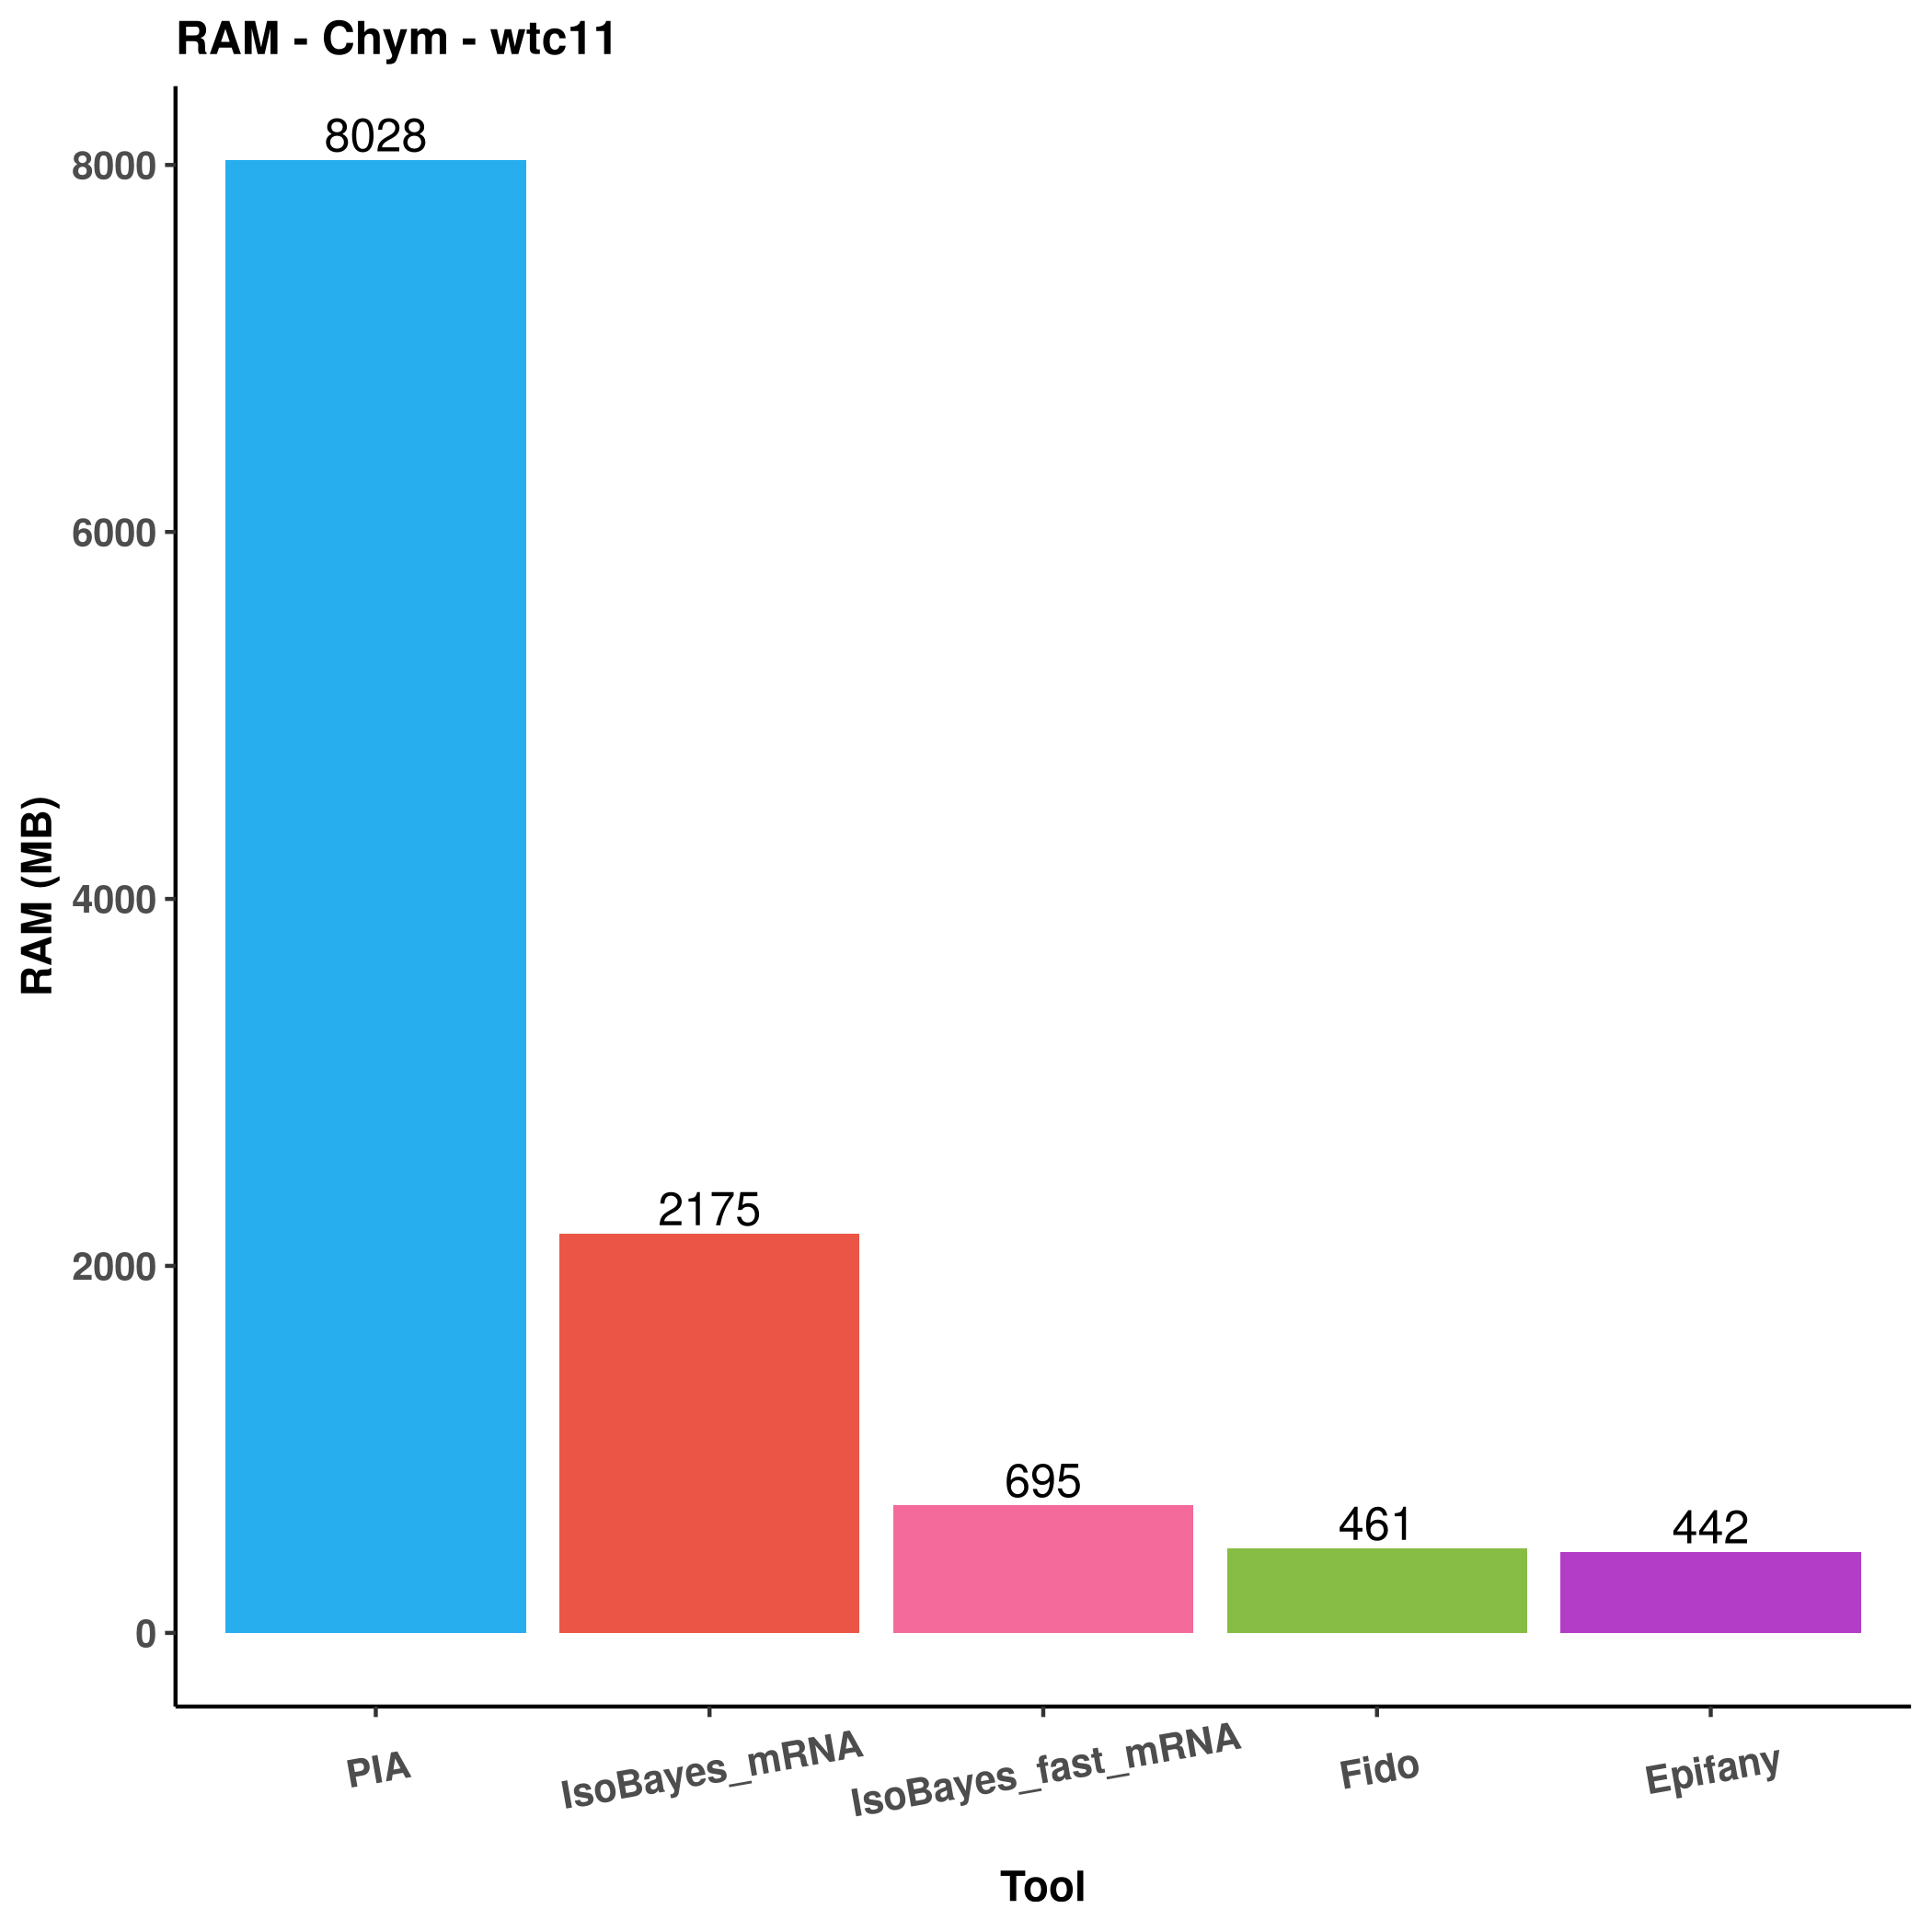 RAM - Chym - wtc11
8028
8000
6000
RAM (MB)
4000
2175
2000
695
461
442
0
PIA
IsoBayes_mRNA
IsoBayes_fast_mRNA
Fido
Epifany
Tool